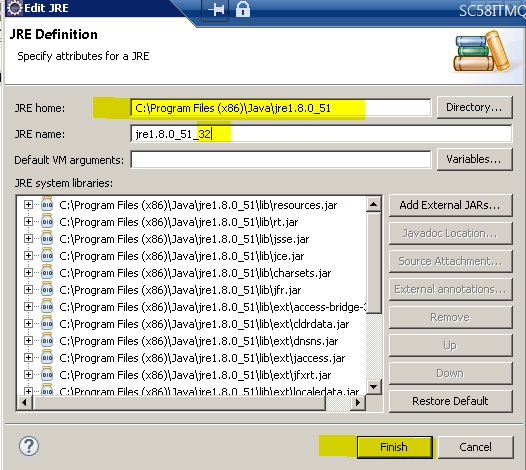 Edit JRE
SC58ITMQ
JRE Definition
Specify attributes for a JRE
JRE home: C:\Program Files (x86)\Java\jre1.8.0_51 Directory...
JRE name: jre1.8.0_51_32
Default VM arguments: Variables...
JRE system libraries:
C:\Program Files (x86)\Java\jre1.8.0_51\lib\resources.jar
C:\Program Files (x86)\Java\jre1.8.0_51\lib\rt.jar
C:\Program Files (x86)\Java\jre1.8.0_51\lib\jsse.jar
C:\Program Files (x86)\Java\jre1.8.0_51\lib\jce.jar
C:\Program Files (x86)\Java\jre1.8.0_51\lib\charsets.jar
C:\Program Files (x86)\Java\jre1.8.0_51\lib\jfr.jar
C:\Program Files (x86)\Java\jre1.8.0_51\lib\ext\access-bridge-3
C:\Program Files (x86)\Java\jre1.8.0_51\lib\ext\cldrdata.jar
C:\Program Files (x86)\Java\jre1.8.0_51\lib\ext\dnsns.jar
C:\Program Files (x86)\Java\jre1.8.0_51\lib\ext\jaccess.jar
C:\Program Files (x86)\Java\jre1.8.0_51\lib\ext\jfxrt.jar
C:\Program Files (x86)\Java\jre1.8.0_51\lib\ext\localedata.jar
Add External JARs...
Javadoc Location...
Source Attachment...
External annotations...
Remove
Up
Down
Restore Default
Finish
Cancel